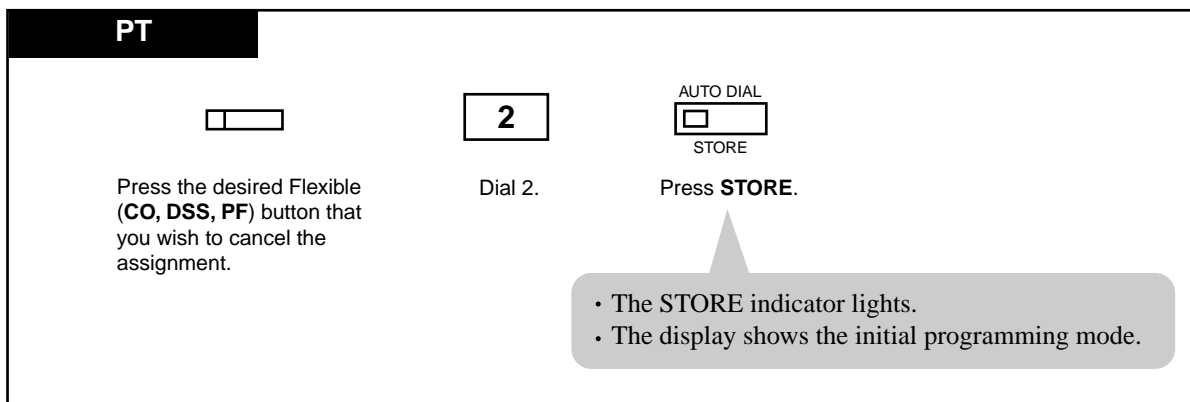 PT
2
AUTO DIAL
STORE
Press the desired Flexible
(CO, DSS, PF) button that
you wish to cancel the
assignment.
Dial 2.
Press STORE.
• The STORE indicator lights.
• The display shows the initial programming mode.